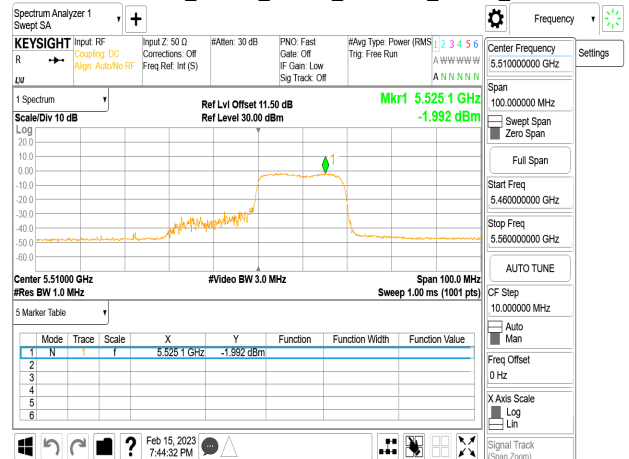 Spectrum Analyzer 1
Swept SA
Frequency
KEYSIGHT
Input: RF
Coupling: DC
Align: Auto/No RF
Input Z: 50 Ω
Corrections: Off
Freq Ref: Int (S)
#Atten: 30 dB
PNO: Fast
Gate: Off
IF Gain: Low
Sig Track: Off
#Avg Type: Power (RMS
Trig: Free Run
1 2 3 4 5 6
A W W W W W
A N N N N N
R
Center Frequency
5.510000000 GHz
Settings
Span
100.000000 MHz
Swept Span
Zero Span
Full Span
Start Freq
5.460000000 GHz
Stop Freq
5.560000000 GHz
AUTO TUNE
CF Step
10.000000 MHz
Auto
Man
Freq Offset
0 Hz
X Axis Scale
Log
Lin
Signal Track
(Span Zoom)
1 Spectrum
Scale/Div 10 dB
Ref Lvl Offset 11.50 dB
Ref Level 30.00 dBm
Mkr1 5.525 1 GHz
-1.992 dBm
Log
20.0
10.0
0.00
-10.0
-20.0
-30.0
-40.0
-50.0
-60.0
1
Center 5.51000 GHz
#Res BW 1.0 MHz
#Video BW 3.0 MHz
Span 100.0 MHz
Sweep 1.00 ms (1001 pts)
5 Marker Table
Mode Trace Scale X Y Function Function Width Function Value
1 N 1 f 5.525 1 GHz -1.992 dBm
2
3
4
5
6
?
Feb 15, 2023
7:44:32 PM